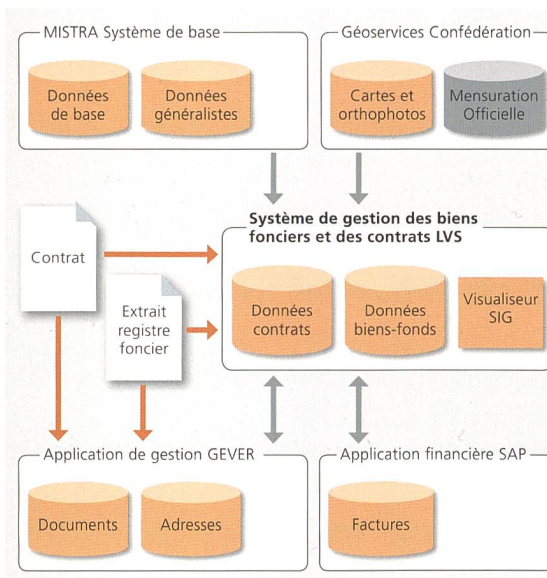 MISTRA Système de base
Données
de base
Données
généralistes
Géoservices Confédération
Cartes et
orthophotos
Mensuration
Officielle
Contrat
Extrait
registre
foncier
Système de gestion des biens
fonciers et des contrats LVS
Données
contrats
Données
biens-fonds
Visualiseur
SIG
Application de gestion GEVER
Documents
Adresses
Application financière SAP
Factures